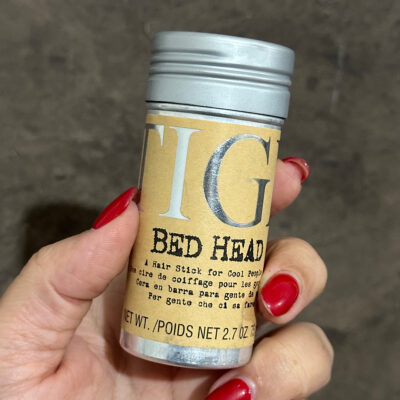 TIGI
BED HEAD
A Hair Stick for Cool People
cire de coiffage pour les
Cera en barra para gente de
Per gente che ci sa fare
NET WT. /POIDS NET 2.7 OZ